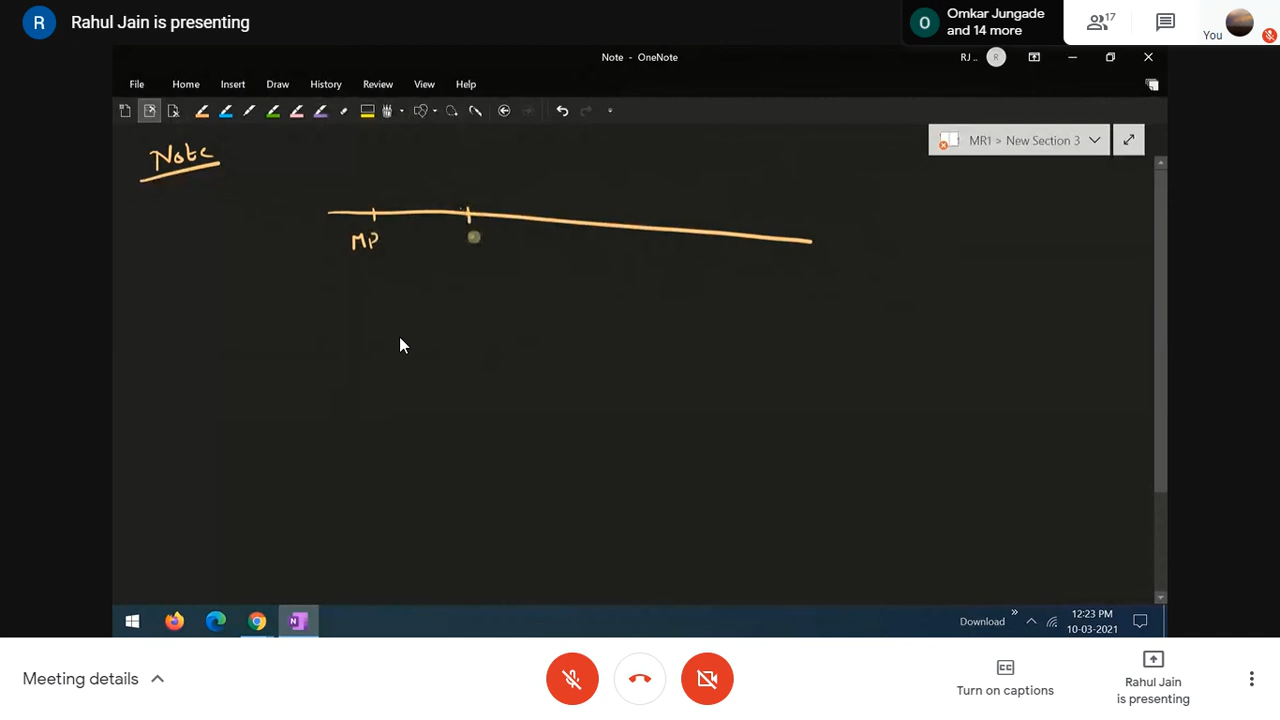 R Rahul Jain is presenting
O Omkar Jungade and 14 more
17
You
Note - OneNote
RJ .. R
File Home Insert Draw History Review View Help
MR1 > New Section 3
Note
MP
Download
12:23 PM
10-03-2021
Meeting details
Turn on captions
Rahul Jain
is presenting